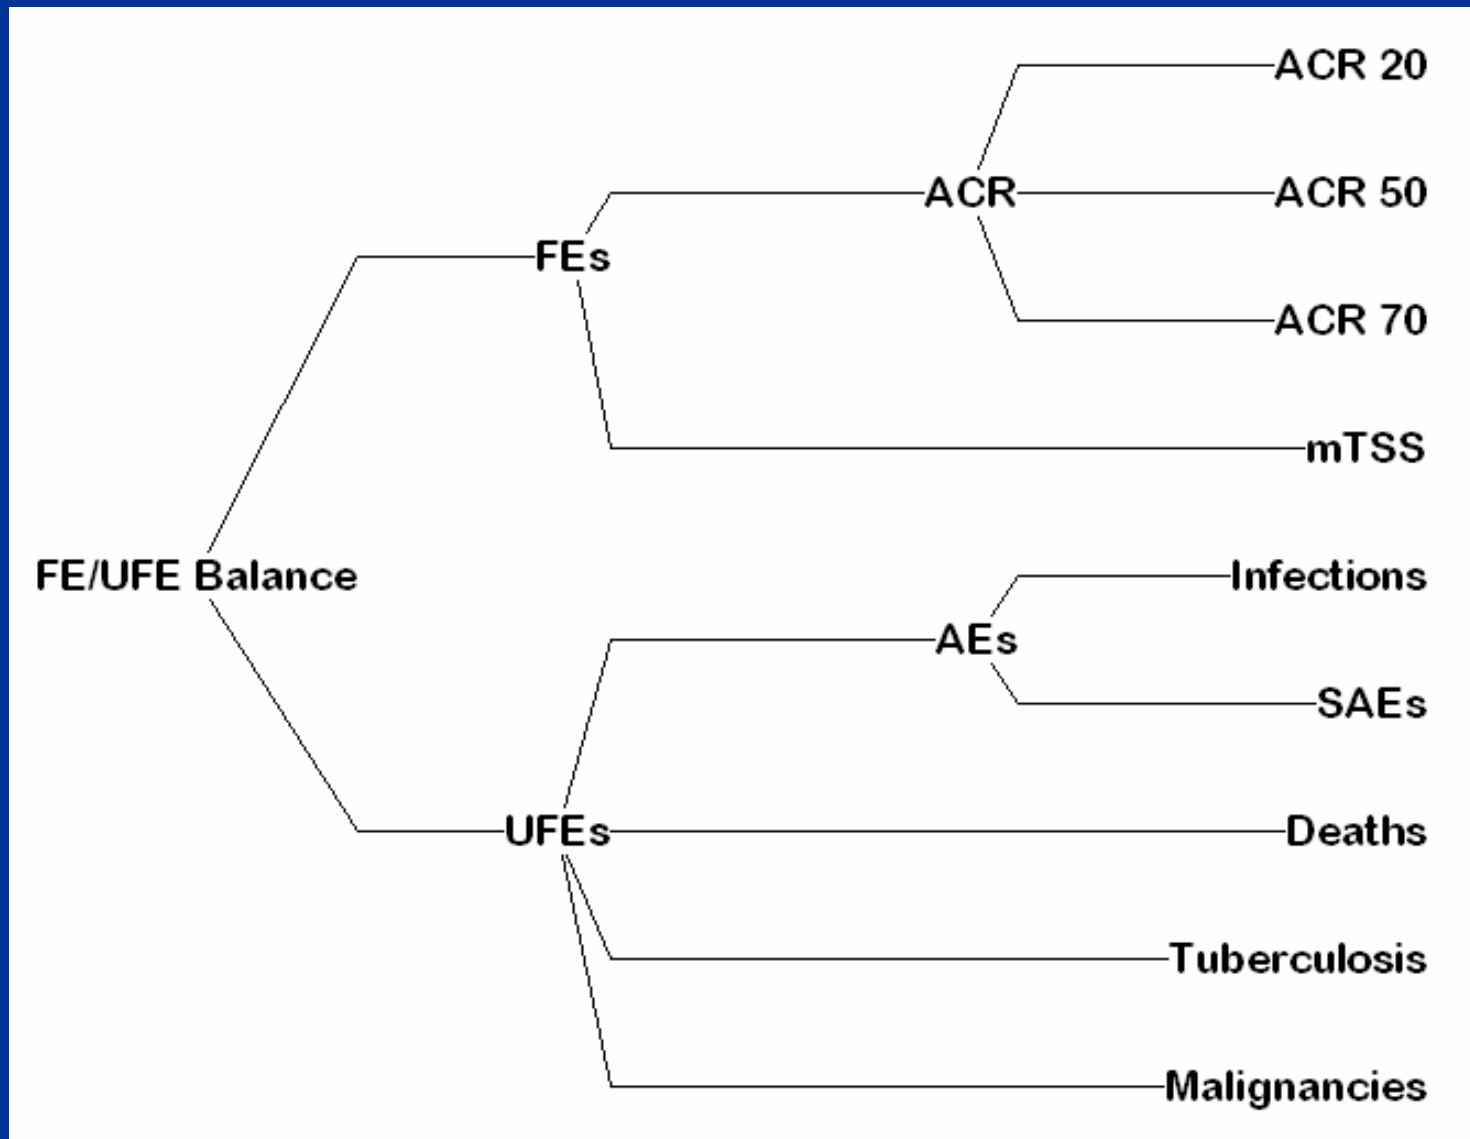 ACR 20
ACR
ACR 50
FEs
ACR 70
mTSS
FE/UFE Balance
Infections
AEs
SAEs
UFEs
Deaths
Tuberculosis
Malignancies